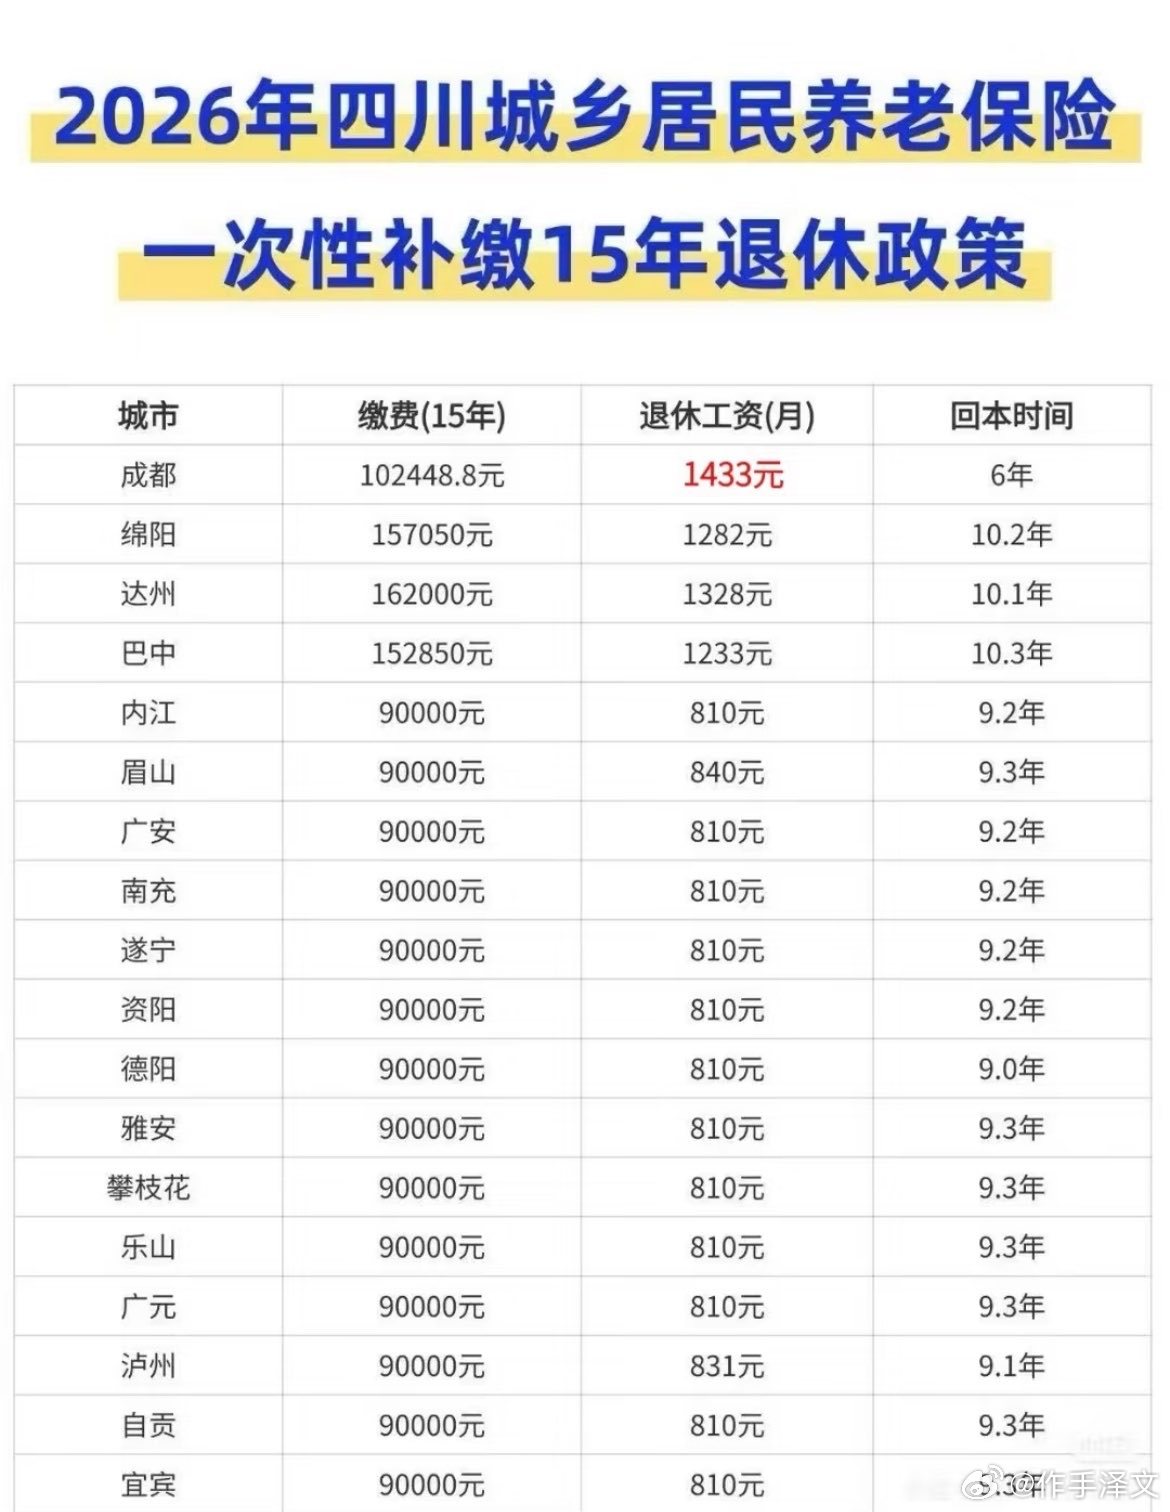 2026年四川城乡居民养老保险
一次性补缴15年退休政策
城市 缴费(15年) 退休工资(月) 回本时间
成都 102448.8元 1433元 6年
绵阳 157050元 1282元 10.2年
达州 162000元 1328元 10.1年
巴中 152850元 1233元 10.3年
内江 90000元 810元 9.2年
眉山 90000元 840元 9.3年
广安 90000元 810元 9.2年
南充 90000元 810元 9.2年
遂宁 90000元 810元 9.2年
资阳 90000元 810元 9.2年
德阳 90000元 810元 9.0年
雅安 90000元 810元 9.3年
攀枝花 90000元 810元 9.3年
乐山 90000元 810元 9.3年
广元 90000元 810元 9.3年
泸州 90000元 831元 9.1年
自贡 90000元 810元 9.3年
宜宾 90000元 810元
@作手泽文